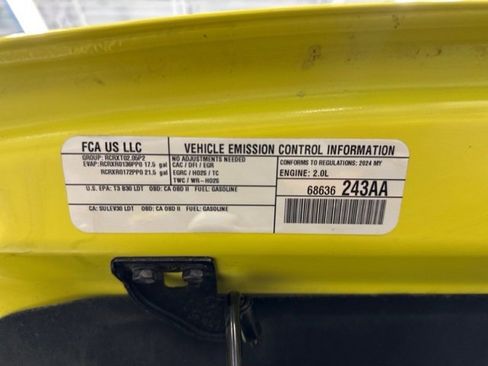 FCA US LLC
VEHICLE EMISSION CONTROL INFORMATION
GROUP: RCRXT02.05P2
EVAP: RCRXR0136PP0 17.5 gal
RCRXR0172PP0 21.5 gal
NO ADJUSTMENTS NEEDED
CAC / DFI / EGR
EGRC / HO2S / TC
TWC / WR-HO2S
CONFORMS TO REGULATIONS: 2024 MY
ENGINE: 2.0L
U.S. EPA: T3 B30 LDT OBD: CA OBD II FUEL: GASOLINE
68636 243AA
CA: SULEV30 LDT OBD: CA OBD II FUEL: GASOLINE